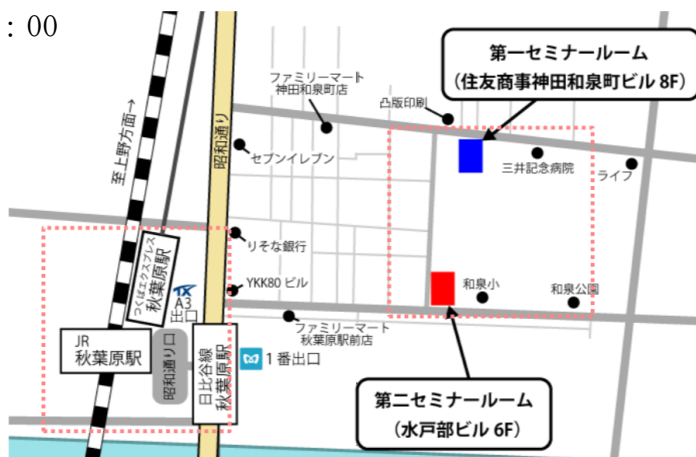 : 00
第一セミナールーム
(住友商事神田和泉町ビル 8F)
ファミリーマート
神田和泉町店
凸版印刷
至上野方面→
昭和通り
セブンイレブン
三井記念病院
ライフ
りそな銀行
つくばエクスプレス
秋葉原駅
TX
A3
出口
YKK80 ビル
和泉小
和泉公園
ファミリーマート
秋葉原駅前店
JR
秋葉原駅
昭和通り口
日比谷線
秋葉原駅
1 番出口
第二セミナールーム
(水戸部ビル 6F)